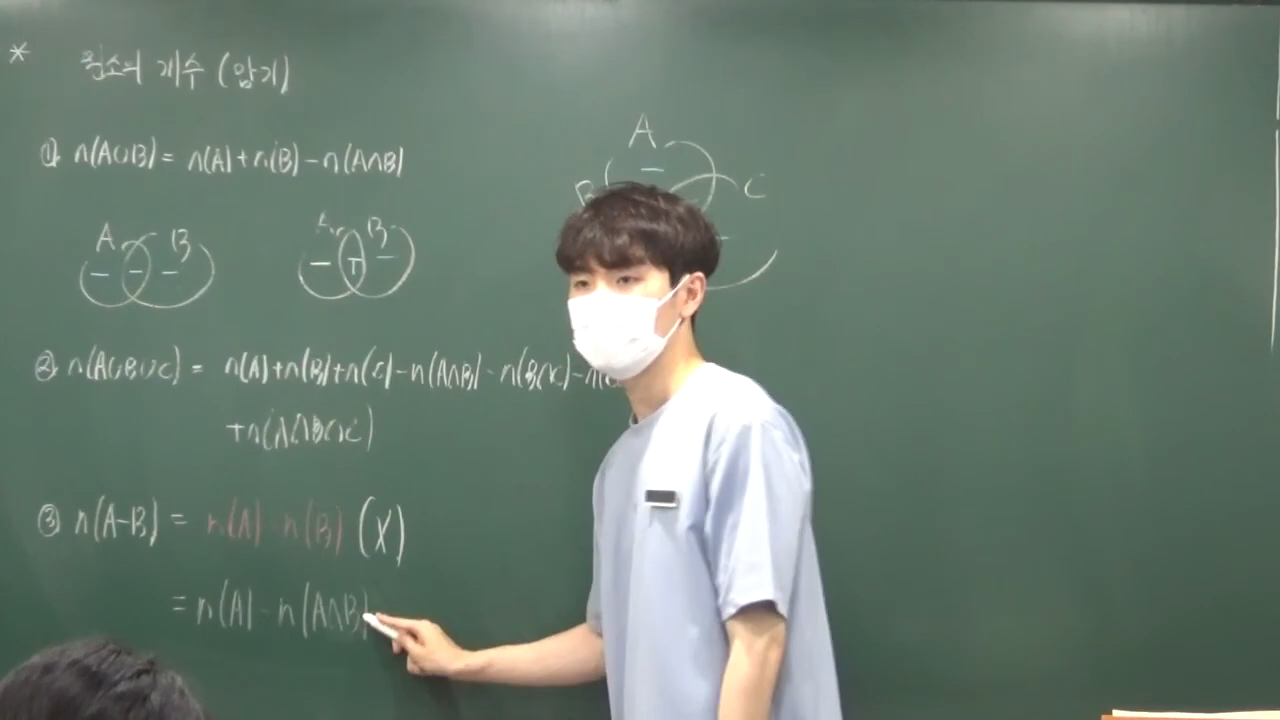 * 원소의 개수 (암기)
① n(A∪B) = n(A)+n(B)-n(A∩B)
A B
A B
A
B C
② n(A∪B∪C) = n(A)+n(B)+n(C)-n(A∩B)-n(B∩C)-n(C
+n(A∩B∩C)
③ n(A-B) = n(A)-n(B) (X)
= n(A)-n(A∩B)